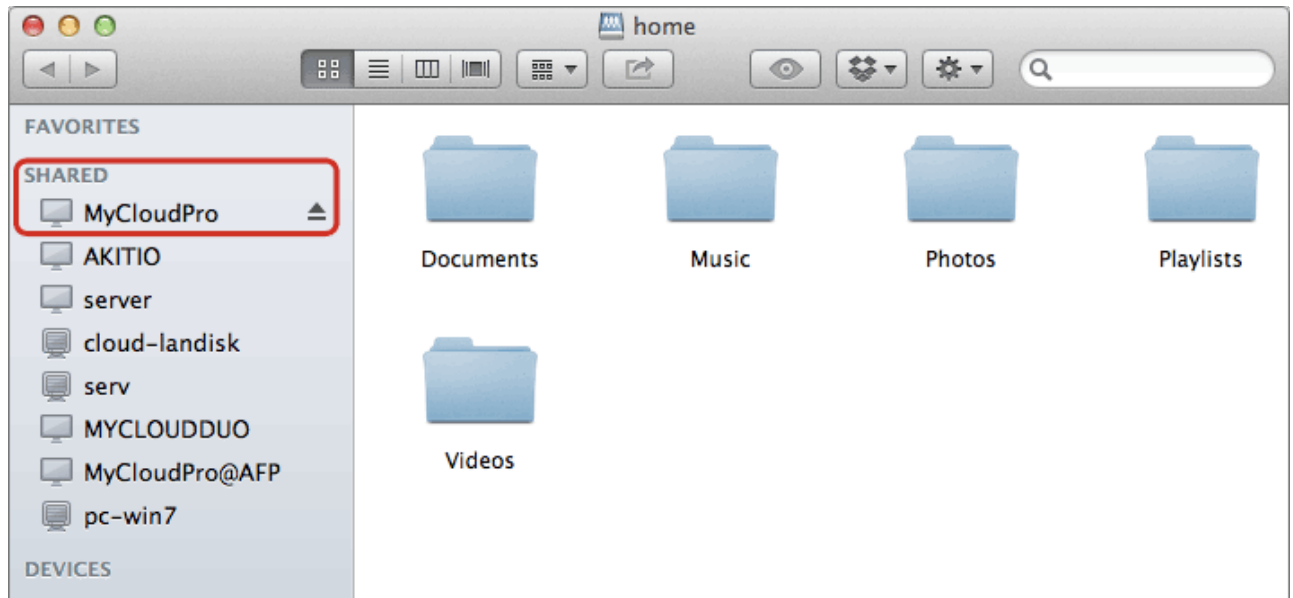 home
FAVORITES
SHARED
MyCloudPro
AKITIO
server
cloud-landisk
serv
MYCLOUDDUO
MyCloudPro@AFP
pc-win7
DEVICES
Documents Music Photos Playlists
Videos